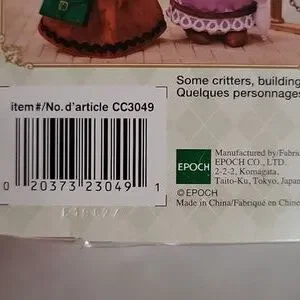 Some critters, building
Quelques personnages
item #/No. d'article CC3049
0 20373 23049 1
EPOCH
Manufactured by/Fabri
EPOCH CO., LTD.
2-2-2, Komagata,
Taito-Ku, Tokyo, Japan
© EPOCH
Made in China/Fabriqué en Chine